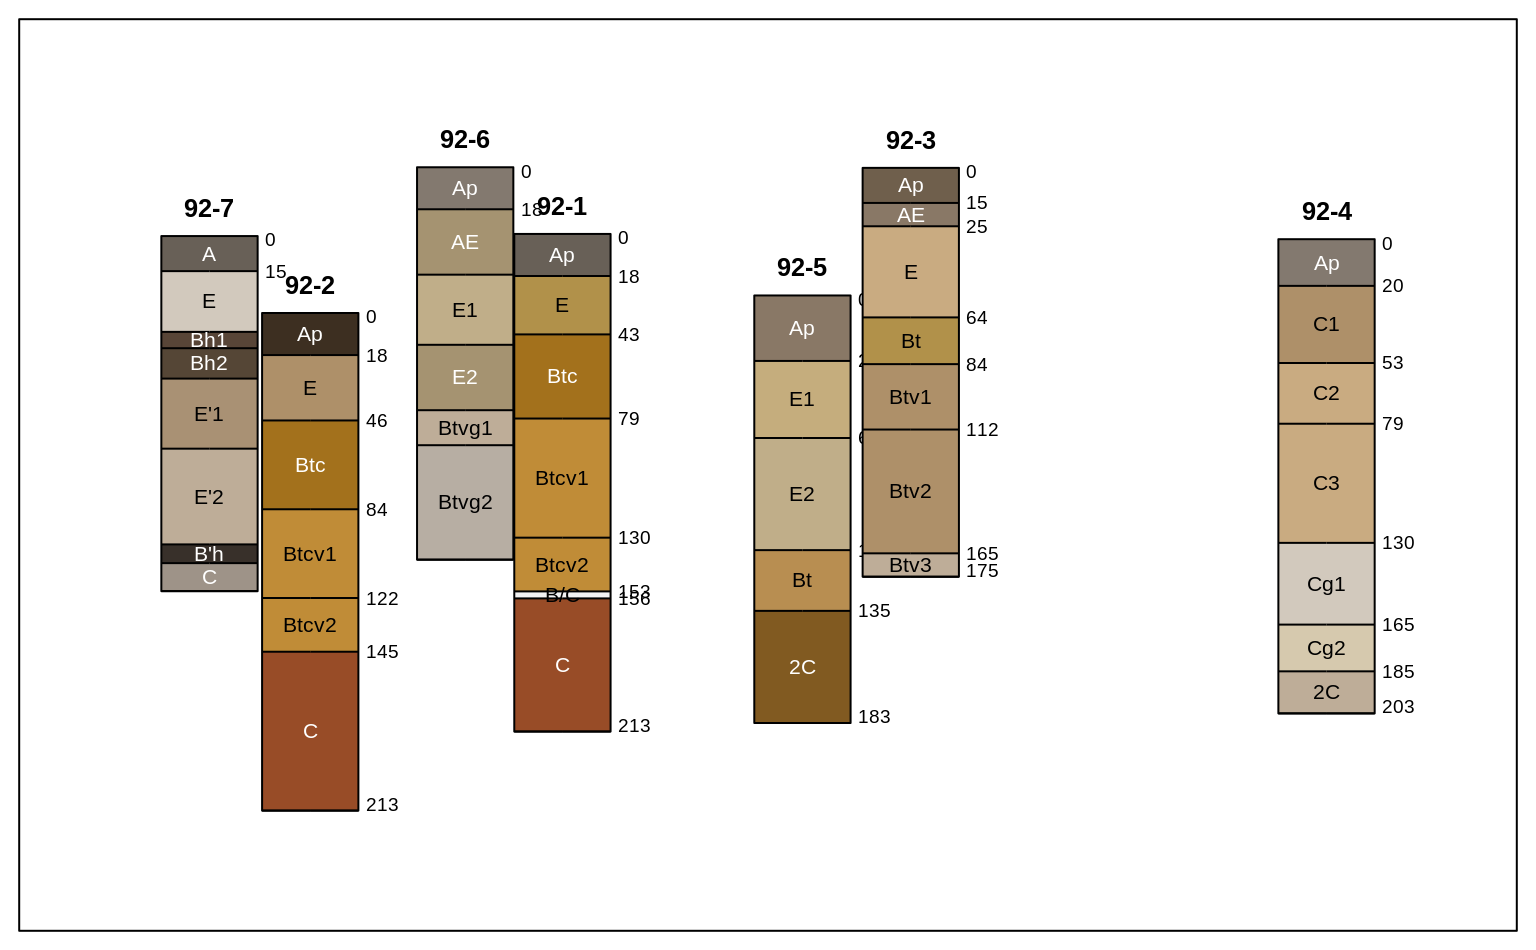 92-7
A
E
Bh1
Bh2
E'1
E'2
B'h
C
0
15
92-2
Ap
E
Btc
Btcv1
Btcv2
C
0
18
46
84
122
145
213
92-6
Ap
AE
E1
E2
Btvg1
Btvg2
0
18
92-1
Ap
E
Btc
Btcv1
Btcv2
B/C
C
0
18
43
79
130
153
156
213
92-5
Ap
E1
E2
Bt
2C
135
183
92-3
Ap
AE
E
Bt
Btv1
Btv2
Btv3
0
15
25
64
84
112
165
175
92-4
Ap
C1
C2
C3
Cg1
Cg2
2C
0
20
53
79
130
165
185
203